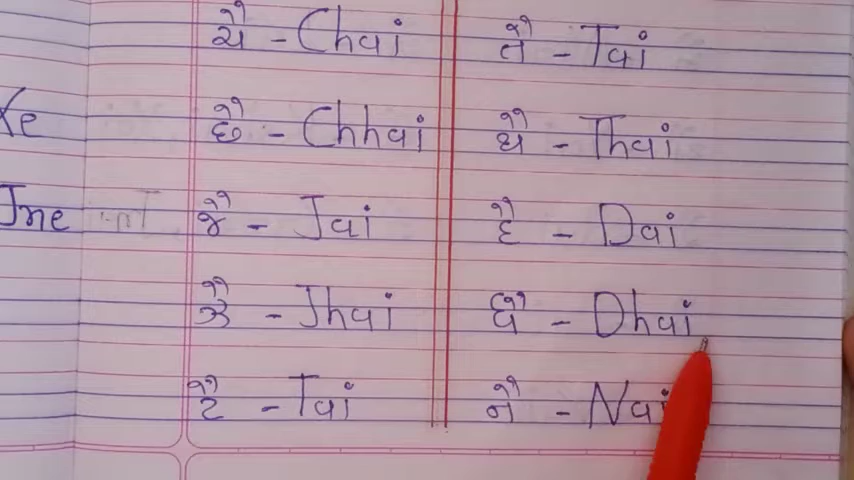 ચૈ - Chai તૈ - Tai
છૈ - Chhai થૈ - Thai
જૈ - Jai દૈ - Dai
ઝૈ - Jhai ધૈ - Dhai
ટૈ - Tai નૈ - Nai